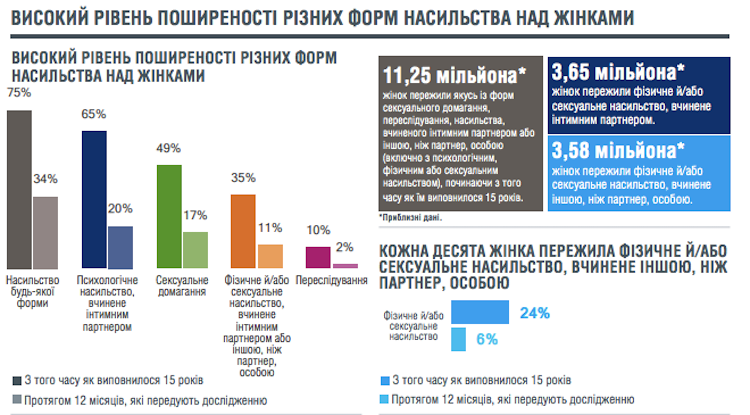 ВИСОКИЙ РІВЕНЬ ПОШИРЕНОСТІ РІЗНИХ ФОРМ НАСИЛЬСТВА НАД ЖІНКАМИ
ВИСОКИЙ РІВЕНЬ ПОШИРЕНОСТІ РІЗНИХ ФОРМ
НАСИЛЬСТВА НАД ЖІНКАМИ
75%
34%
65%
20%
49%
17%
35%
11%
10%
2%
Насильство
будь-якої
форми
Психологічне
насильство,
вчинене
інтимним
партнером
Сексуальне
домагання
Фізичне й/або
сексуальне
насильство,
вчинене
інтимним
партнером або
іншою, ніж
партнер,
особою
Переслідування
З того часу як виповнилося 15 років
Протягом 12 місяців, які передують дослідженню
11,25 мільйона*
жінок пережили якусь із форм
сексуального домагання,
переслідування, насильства,
вчиненого інтимним партнером або
іншою, ніж партнер, особою
(включно з психологічним,
фізичним або сексуальним
насильством), починаючи з того
часу як їм виповнилося 15 років.
3,65 мільйона*
жінок пережили фізичне й/або
сексуальне насильство, вчинене
інтимним партнером.
3,58 мільйона*
жінок пережили фізичне й/або
сексуальне насильство, вчинене
іншою, ніж партнер, особою.
*Приблизні дані.
КОЖНА ДЕСЯТА ЖІНКА ПЕРЕЖИЛА ФІЗИЧНЕ Й/АБО
СЕКСУАЛЬНЕ НАСИЛЬСТВО, ВЧИНЕНЕ ІНШОЮ, НІЖ
ПАРТНЕР, ОСОБОЮ
Фізичне й/або
сексуальне
насильство
24%
6%
З того часу як виповнилося 15 років
Протягом 12 місяців, які передують дослідженню